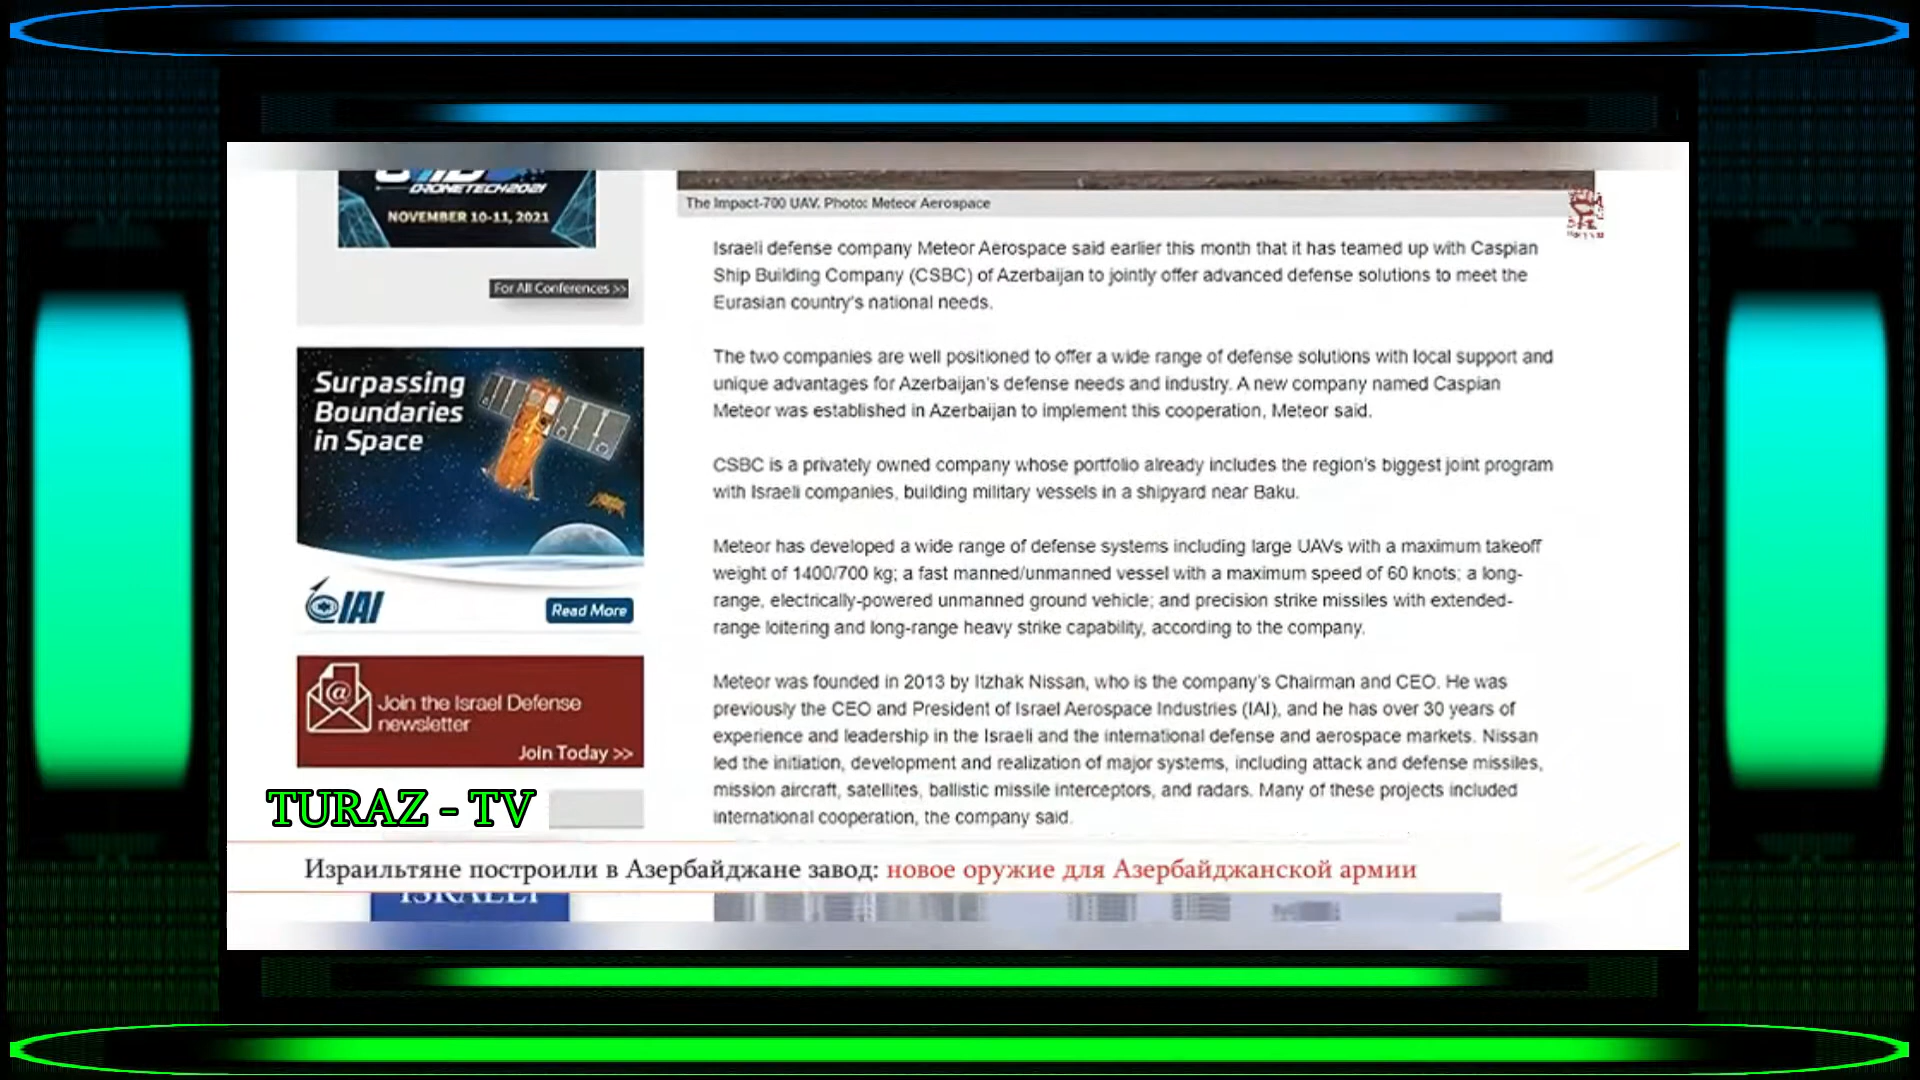 DRONETECH2021
NOVEMBER 10-11, 2021
For All Conferences >>
Surpassing
Boundaries
in Space
IAI
Read More
Join the Israel Defense
newsletter
Join Today >>
The Impact-700 UAV. Photo: Meteor Aerospace
Israeli defense company Meteor Aerospace said earlier this month that it has teamed up with Caspian
Ship Building Company (CSBC) of Azerbaijan to jointly offer advanced defense solutions to meet the
Eurasian country's national needs.
The two companies are well positioned to offer a wide range of defense solutions with local support and
unique advantages for Azerbaijan's defense needs and industry. A new company named Caspian
Meteor was established in Azerbaijan to implement this cooperation, Meteor said.
CSBC is a privately owned company whose portfolio already includes the region's biggest joint program
with Israeli companies, building military vessels in a shipyard near Baku.
Meteor has developed a wide range of defense systems including large UAVs with a maximum takeoff
weight of 1400/700 kg; a fast manned/unmanned vessel with a maximum speed of 60 knots; a long-
range, electrically-powered unmanned ground vehicle; and precision strike missiles with extended-
range loitering and long-range heavy strike capability, according to the company.
Meteor was founded in 2013 by Itzhak Nissan, who is the company's Chairman and CEO. He was
previously the CEO and President of Israel Aerospace Industries (IAI), and he has over 30 years of
experience and leadership in the Israeli and the international defense and aerospace markets. Nissan
led the initiation, development and realization of major systems, including attack and defense missiles,
mission aircraft, satellites, ballistic missile interceptors, and radars. Many of these projects included
international cooperation, the company said.
TURAZ - TV
Израильтяне построили в Азербайджане завод: новое оружие для Азербайджанской армии
ISRAELI